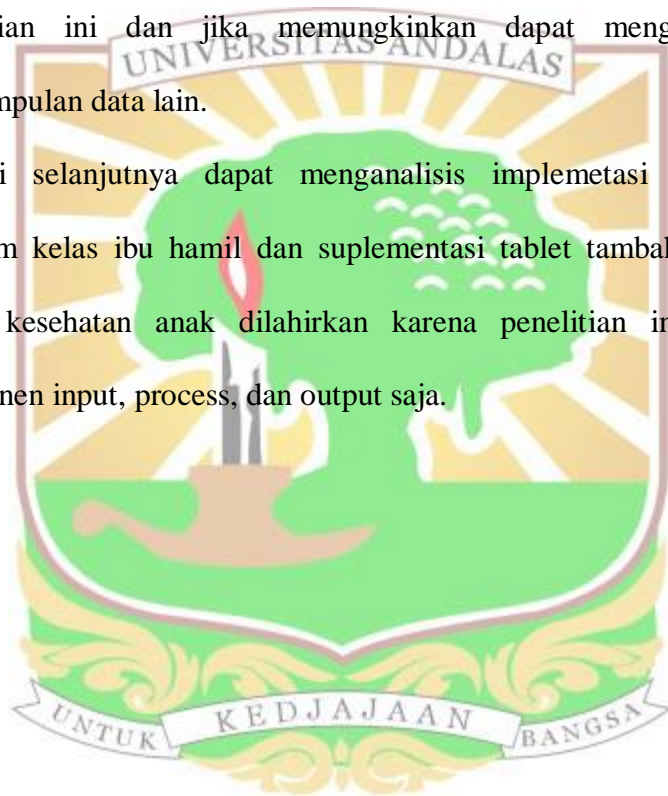 ian ini dan jika memungkinkan dapat meng
UNIVERSITAS ANDALAS
mpulan data lain.
i selanjutnya dapat menganalisis implemetasi
m kelas ibu hamil dan suplementasi tablet tambah
kesehatan anak dilahirkan karena penelitian in
nen input, process, dan output saja.
UNTUK KEDJAJAAN BANGSA